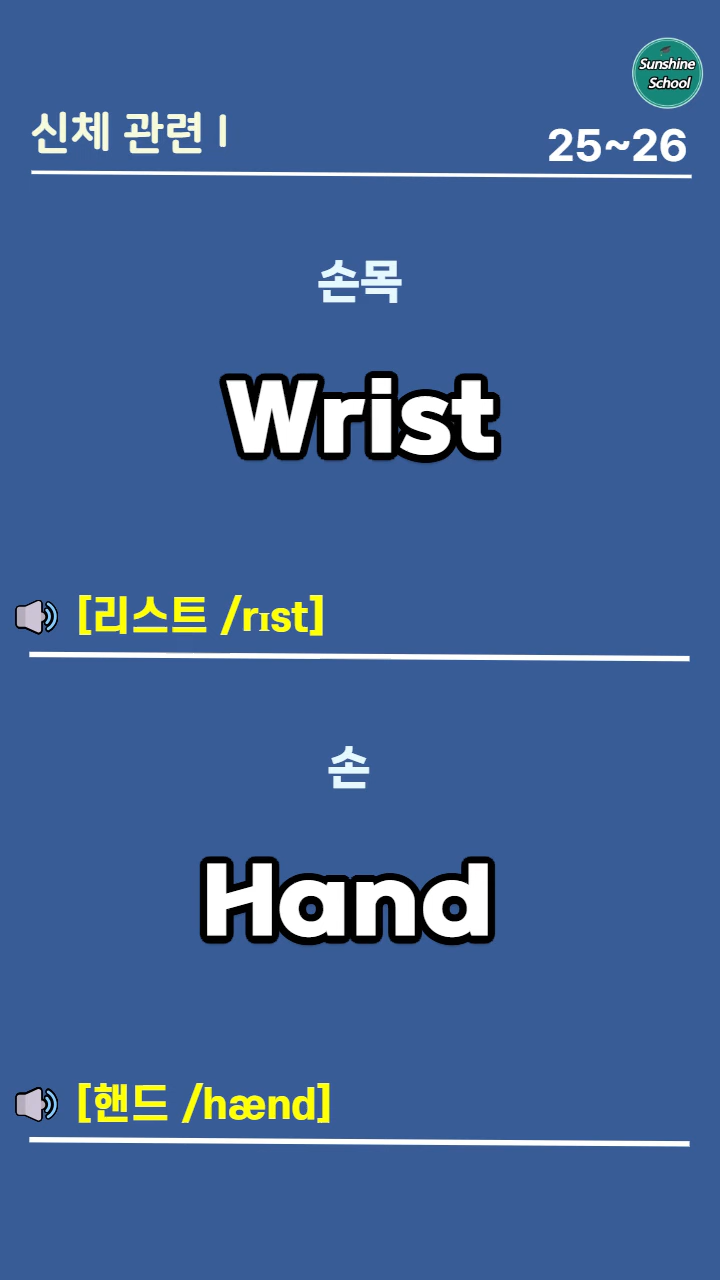 Sunshine
School
신체 관련 I
25~26
손목
Wrist
[리스트 /rɪst]
손
Hand
[핸드 /hænd]